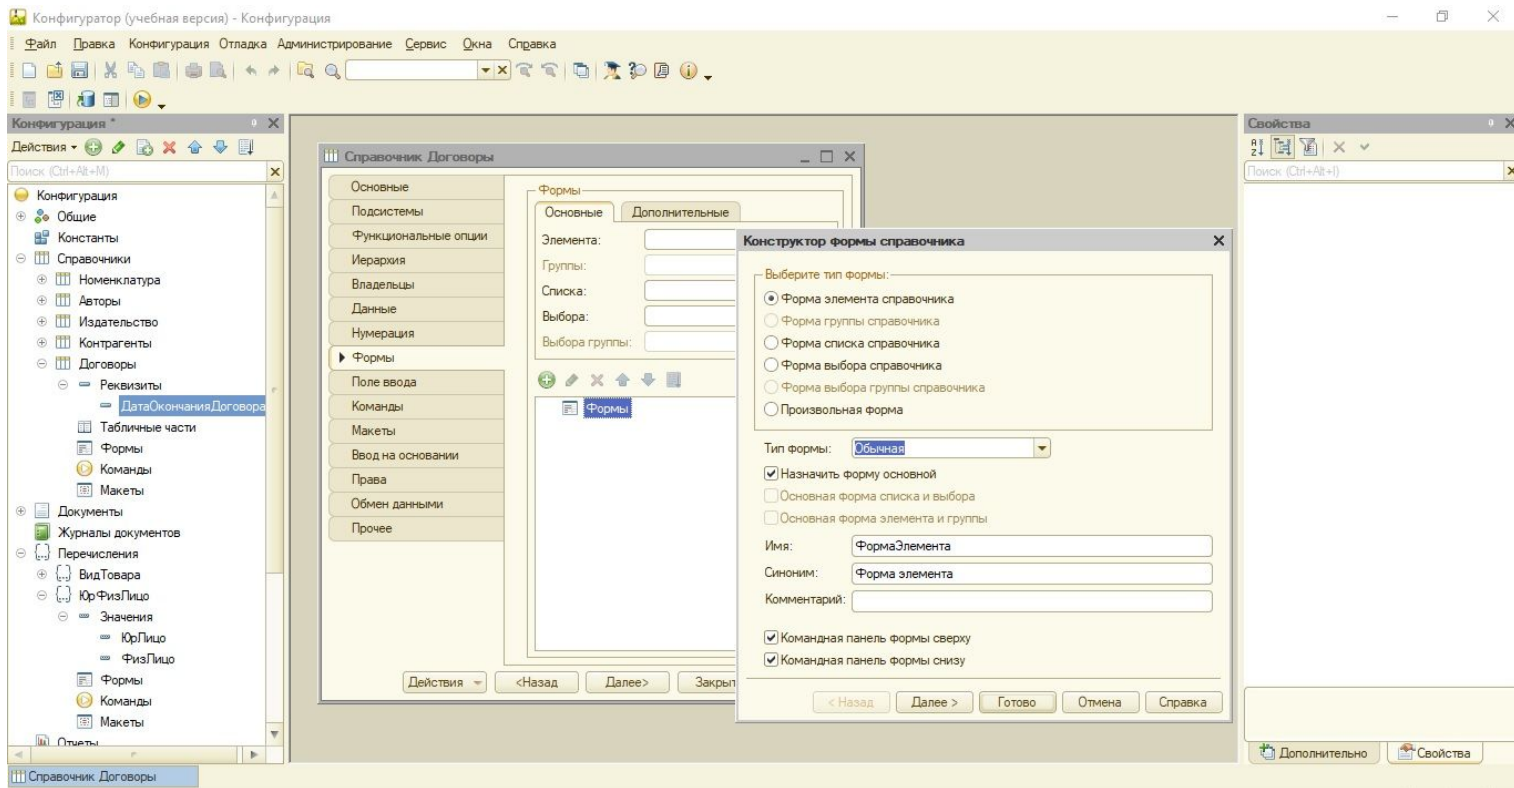 Конфигуратор (учебная версия) - Конфигурация
Файл Правка Конфигурация Отладка Администрирование Сервис Окна Справка
Конфигурация *
Действия
Поиск (Ctrl+Alt+M)
Конфигурация
Общие
Константы
Справочники
Номенклатура
Авторы
Издательство
Контрагенты
Договоры
Реквизиты
ДатаОкончанияДоговора
Табличные части
Формы
Команды
Макеты
Документы
Журналы документов
Перечисления
ВидТовара
ЮрФизЛицо
Значения
ЮрЛицо
ФизЛицо
Формы
Команды
Макеты
Отчеты
Справочник Договоры
Основные
Подсистемы
Функциональные опции
Иерархия
Владельцы
Данные
Нумерация
Формы
Поле ввода
Команды
Макеты
Ввод на основании
Права
Обмен данными
Прочее
Формы
Основные Дополнительные
Элемента:
Группы:
Списка:
Выбора:
Выбора группы:
Формы
Действия <Назад Далее> Закрыт
Конструктор формы справочника
Выберите тип формы:
Форма элемента справочника
Форма группы справочника
Форма списка справочника
Форма выбора справочника
Форма выбора группы справочника
Произвольная форма
Тип формы: Обычная
Назначить форму основной
Основная форма списка и выбора
Основная форма элемента и группы
Имя: ФормаЭлемента
Синоним: Форма элемента
Комментарий:
Командная панель формы сверху
Командная панель формы снизу
< Назад Далее > Готово Отмена Справка
Свойства
Поиск (Ctrl+Alt+I)
Дополнительно Свойства
Справочник Договоры